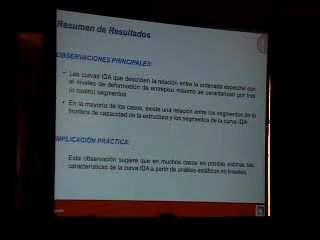 Resumen de Resultados
OBSERVACIONES PRINCIPALES:
• Las curvas IDA que describen la relación entre la ordenada espectral con
el niveles de deformación de entrepiso máximo se caracterizan por tres
(o cuatro) segmentos
• En la mayoría de los casos, existe una relación entre los segmentos de la
frontera de capacidad de la estructura y los segmentos de la curva IDA
IMPLICACIÓN PRÁCTICA:
Esta observación sugiere que en muchos casos es posible estimar las
características de la curva IDA a partir de análisis estáticos no lineales